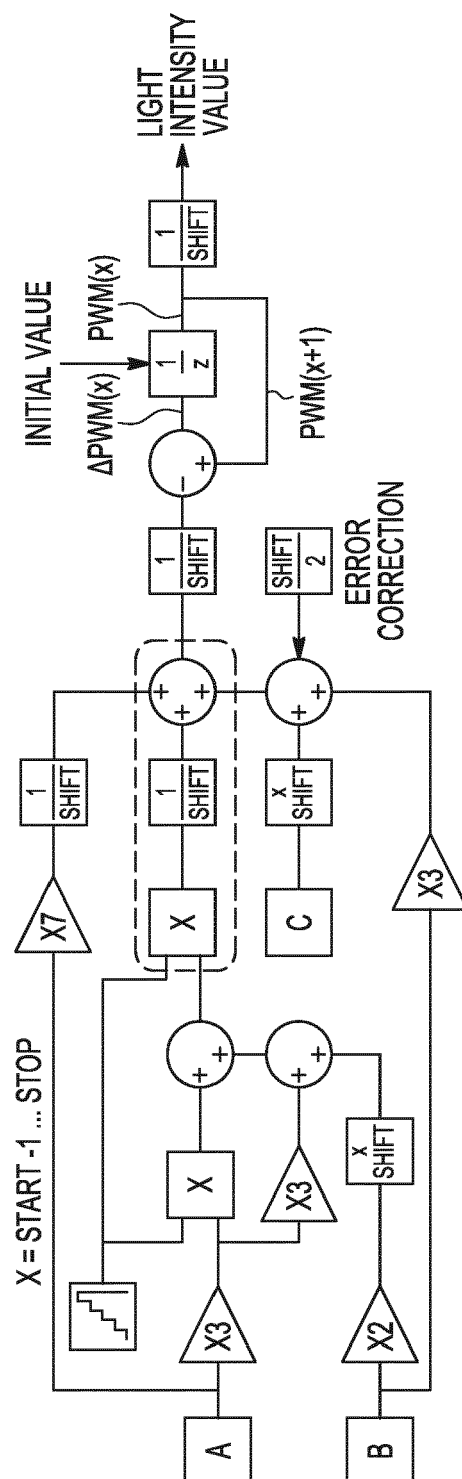 X = START -1 ... STOP
X7
1
SHIFT
INITIAL VALUE
ΔPWM(x)
PWM(x)
LIGHT
INTENSITY
VALUE
A
X3
X
+
+
X
1
SHIFT
+
+
+
1
SHIFT
-
+
1
z
1
SHIFT
PWM(x+1)
X3
+
+
C
x
SHIFT
+
+
SHIFT
2
ERROR
CORRECTION
B
X2
x
SHIFT
X3